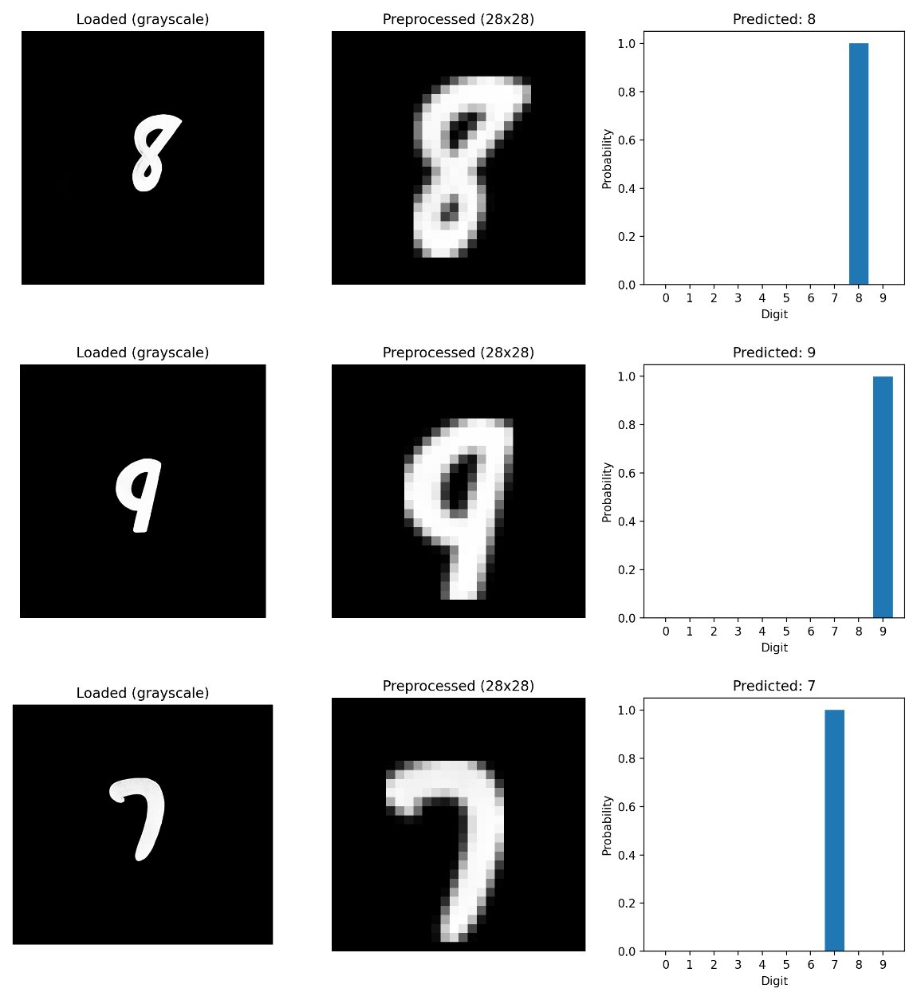 Loaded (grayscale)
Preprocessed (28x28)
Predicted: 8
8
8
1.0
0.8
0.6
0.4
0.2
0.0
Probability
0 1 2 3 4 5 6 7 8 9
Digit
Loaded (grayscale)
Preprocessed (28x28)
Predicted: 9
9
9
1.0
0.8
0.6
0.4
0.2
0.0
Probability
0 1 2 3 4 5 6 7 8 9
Digit
Loaded (grayscale)
Preprocessed (28x28)
Predicted: 7
7
7
1.0
0.8
0.6
0.4
0.2
0.0
Probability
0 1 2 3 4 5 6 7 8 9
Digit